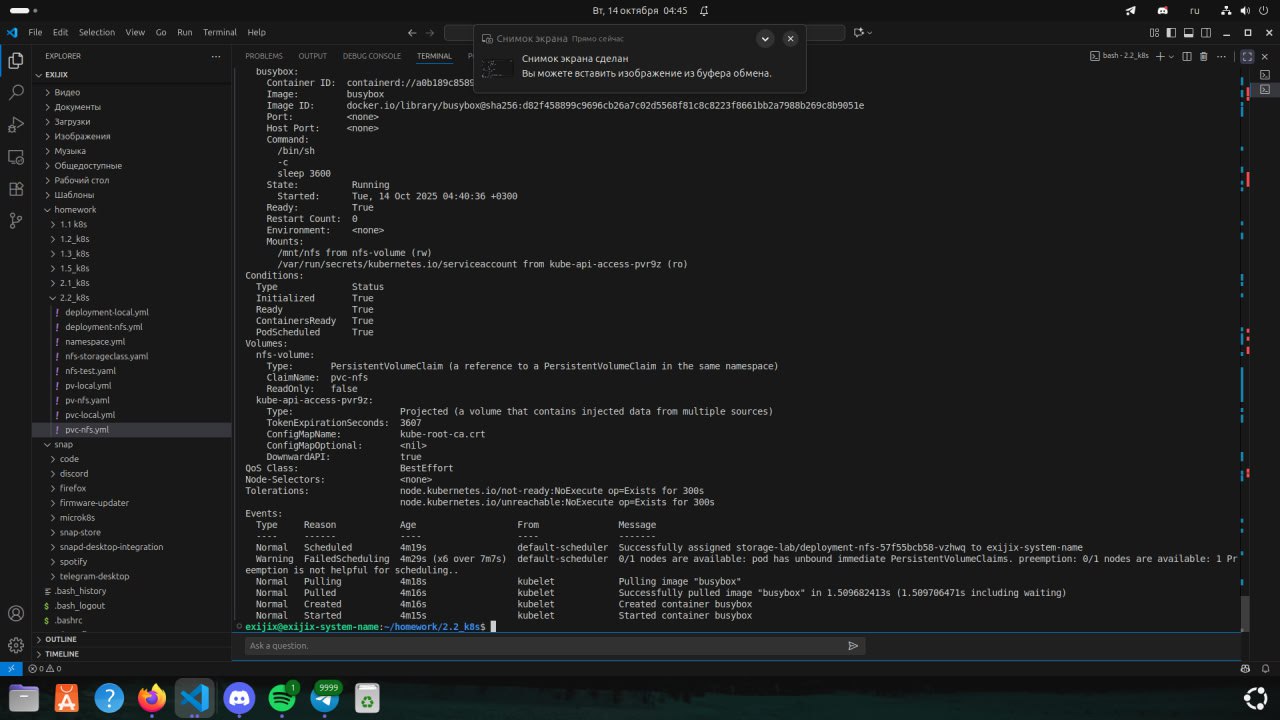 Вт, 14 октября 04:45
ru
File Edit Selection View Go Run Terminal Help
Снимок экрана Прямо сейчас
Снимок экрана сделан
Вы можете вставить изображение из буфера обмена.
EXPLORER
PROBLEMS OUTPUT DEBUG CONSOLE TERMINAL
bash - 2.2_k8s
EXIJIX
Видео
Документы
Загрузки
Изображения
Музыка
Общедоступные
Рабочий стол
Шаблоны
homework
1.1 k8s
1.2_k8s
1.3_k8s
1.5_k8s
2.1_k8s
2.2_k8s
deployment-local.yml
deployment-nfs.yml
namespace.yml
nfs-storageclass.yaml
nfs-test.yaml
pv-local.yml
pv-nfs.yaml
pvc-local.yml
pvc-nfs.yml
snap
code
discord
firefox
firmware-updater
microk8s
snap-store
snapd-desktop-integration
spotify
telegram-desktop
.bash_history
.bash_logout
.bashrc
OUTLINE
TIMELINE
busybox:
Container ID: containerd://a0b189c8589
Image: busybox
Image ID: docker.io/library/busybox@sha256:d82f458899c9696cb26a7c02d5568f81c8c8223f8661bb2a7988b269c8b9051e
Port: <none>
Host Port: <none>
Command:
/bin/sh
-c
sleep 3600
State: Running
Started: Tue, 14 Oct 2025 04:40:36 +0300
Ready: True
Restart Count: 0
Environment: <none>
Mounts:
/mnt/nfs from nfs-volume (rw)
/var/run/secrets/kubernetes.io/serviceaccount from kube-api-access-pvr9z (ro)
Conditions:
Type Status
Initialized True
Ready True
ContainersReady True
PodScheduled True
Volumes:
nfs-volume:
Type: PersistentVolumeClaim (a reference to a PersistentVolumeClaim in the same namespace)
ClaimName: pvc-nfs
ReadOnly: false
kube-api-access-pvr9z:
Type: Projected (a volume that contains injected data from multiple sources)
TokenExpirationSeconds: 3607
ConfigMapName: kube-root-ca.crt
ConfigMapOptional: <nil>
DownwardAPI: true
QoS Class: BestEffort
Node-Selectors: <none>
Tolerations: node.kubernetes.io/not-ready:NoExecute op=Exists for 300s
node.kubernetes.io/unreachable:NoExecute op=Exists for 300s
Events:
Type Reason Age From Message
---- ------ ---- ---- -------
Normal Scheduled 4m19s default-scheduler Successfully assigned storage-lab/deployment-nfs-57f55bcb58-vzhwq to exijix-system-name
Warning FailedScheduling 4m29s (x6 over 7m7s) default-scheduler 0/1 nodes are available: pod has unbound immediate PersistentVolumeClaims. preemption: 0/1 nodes are available: 1 Pr
eemption is not helpful for scheduling..
Normal Pulling 4m18s kubelet Pulling image "busybox"
Normal Pulled 4m16s kubelet Successfully pulled image "busybox" in 1.509682413s (1.509706471s including waiting)
Normal Created 4m16s kubelet Created container busybox
Normal Started 4m15s kubelet Started container busybox
exijix@exijix-system-name:~/homework/2.2_k8s$
Ask a question.
0 0
1
9999